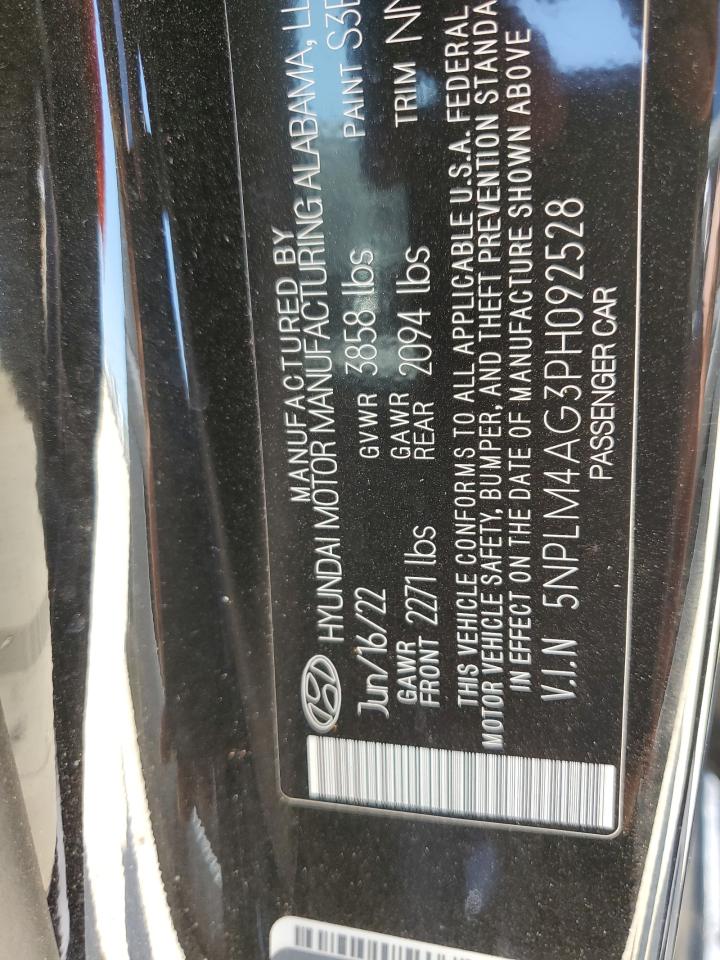 MANUFACTURED BY
HYUNDAI MOTOR MANUFACTURING ALABAMA,
Jun/16/22 GVWR 3858 lbs PAINT
GAWR FRONT 2271 lbs GAWR REAR 2094 lbs TRIM
THIS VEHICLE CONFORMS TO ALL APPLICABLE U.S.A. FEDERAL
MOTOR VEHICLE SAFETY, BUMPER, AND THEFT PREVENTION STANDA
IN EFFECT ON THE DATE OF MANUFACTURE SHOWN ABOVE
V.I.N 5NPLM4AG3PH092528
PASSENGER CAR